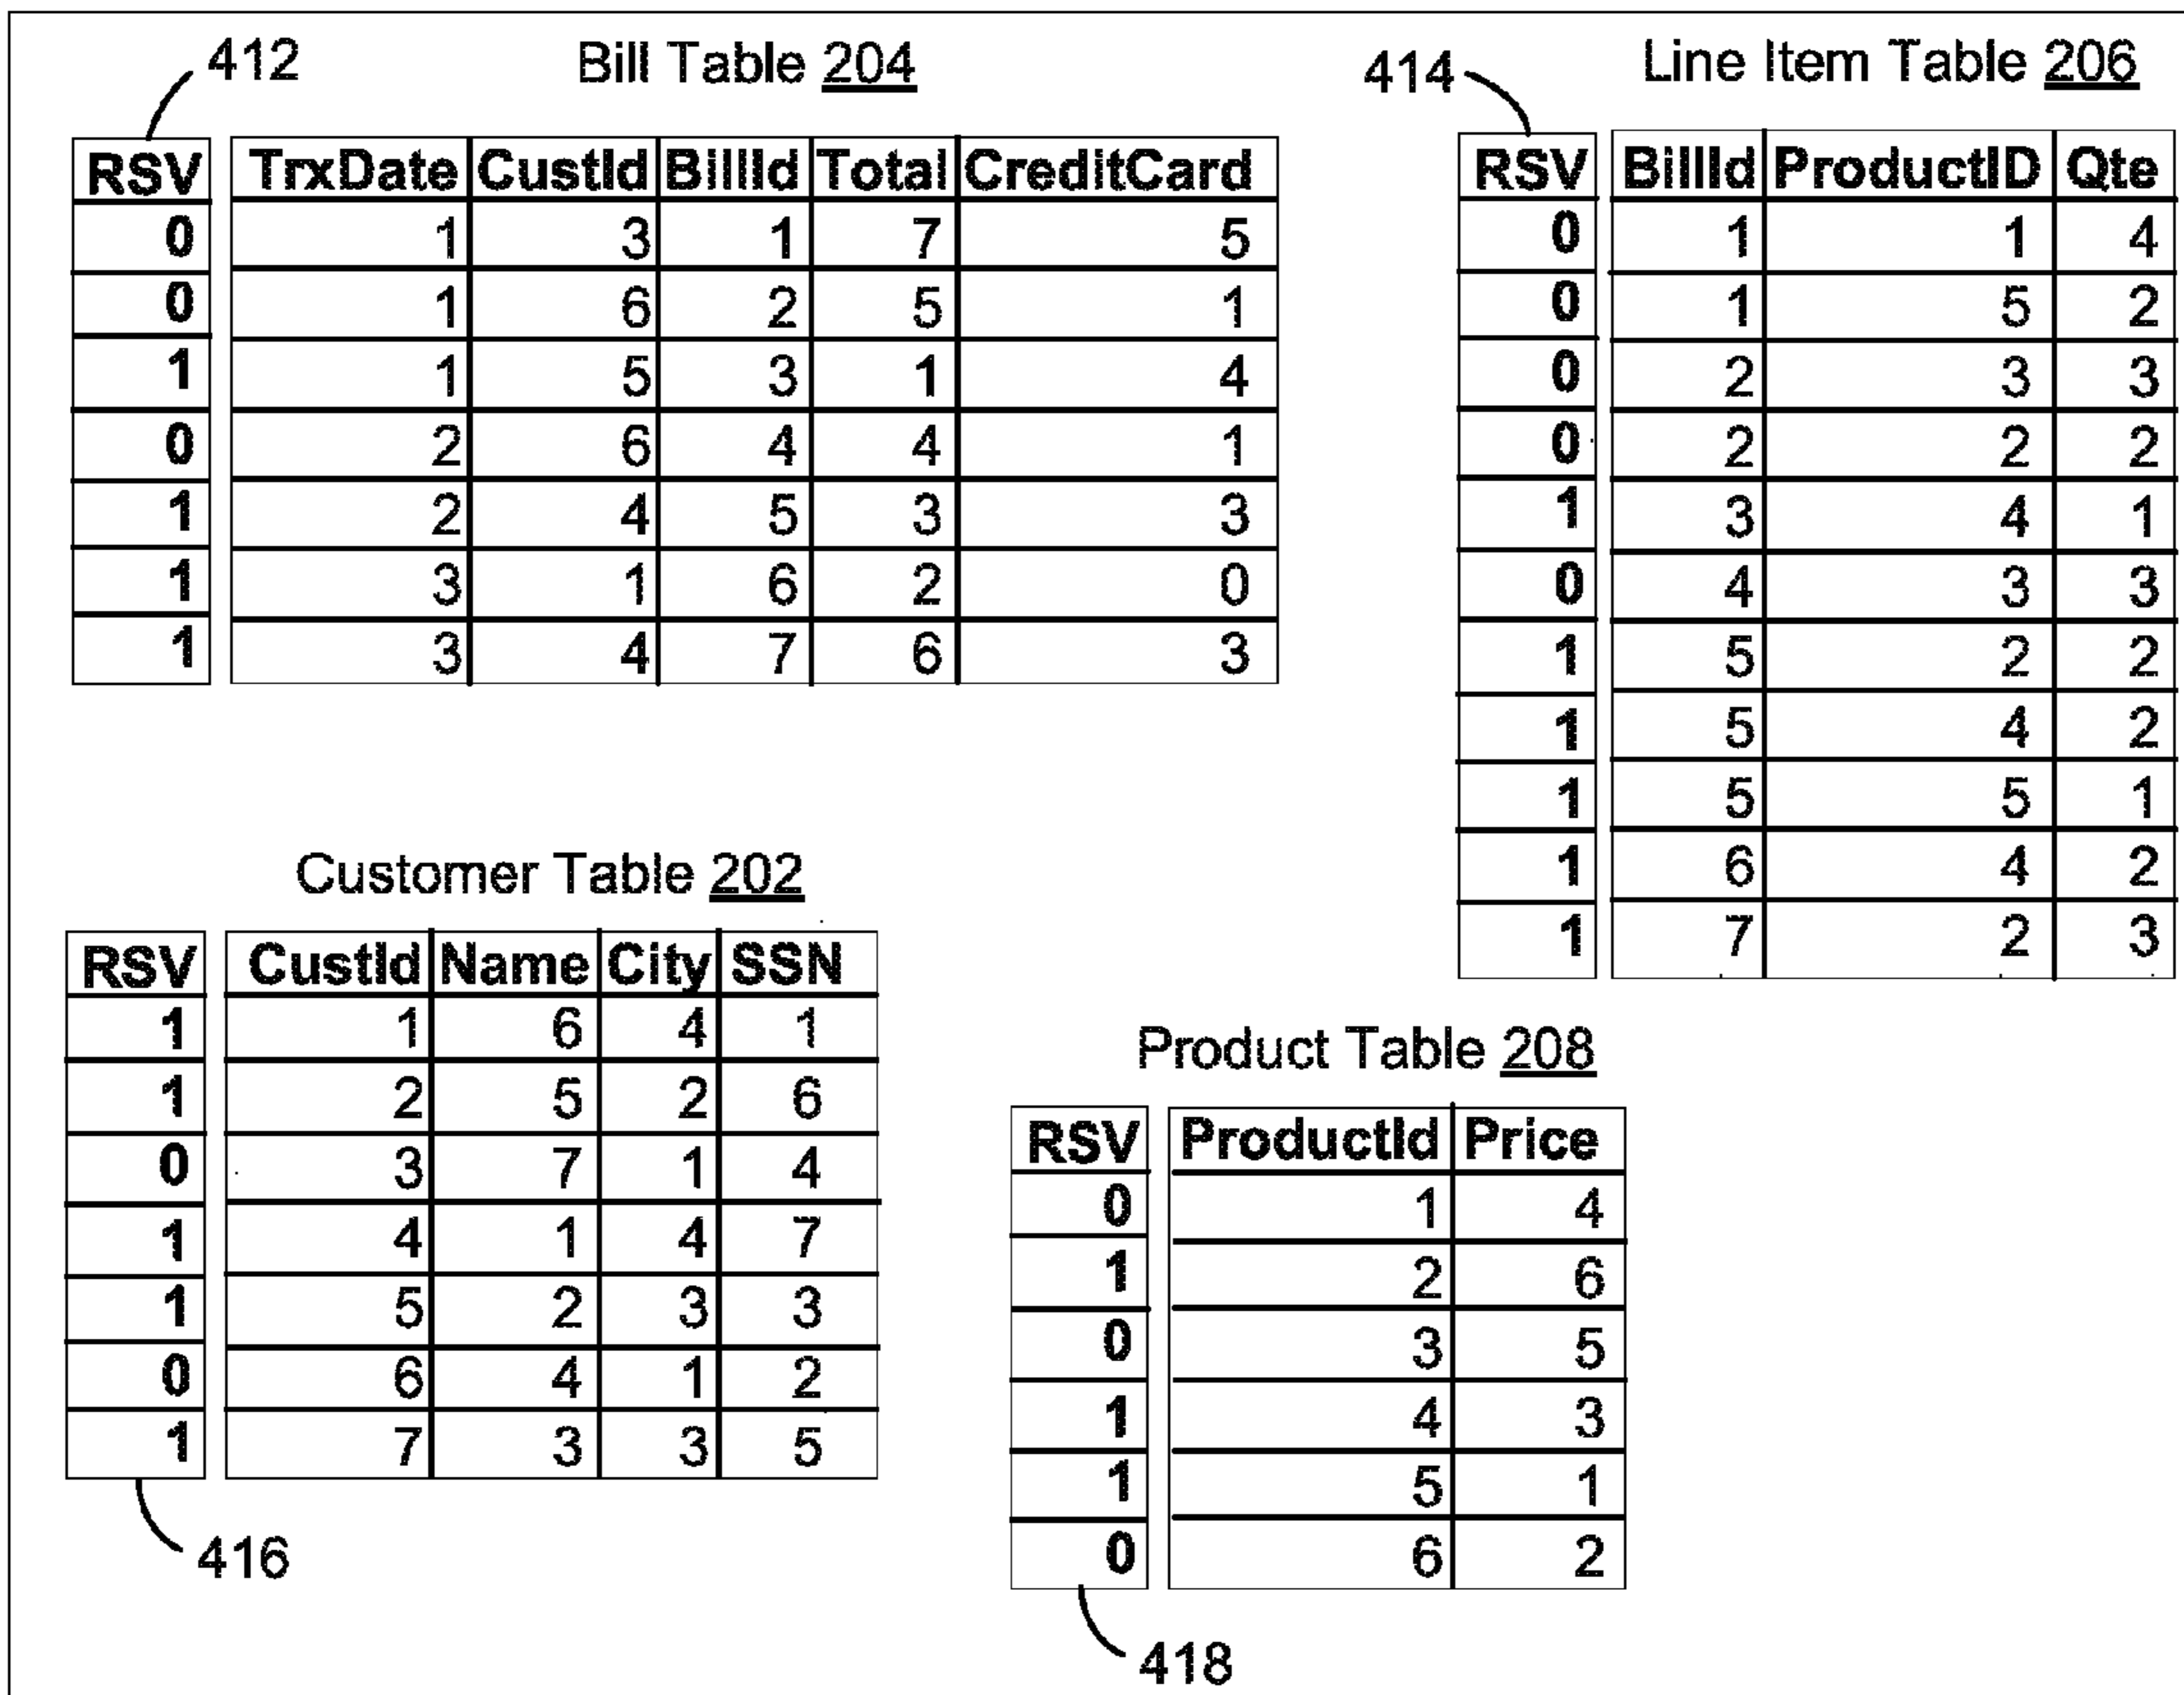 412
Bill Table 204
RSV TrxDate CustId BillId Total CreditCard
0 1 3 1 7 5
0 1 6 2 5 1
1 1 5 3 1 4
0 2 6 4 4 1
1 2 4 5 3 3
1 3 1 6 2 0
1 3 4 7 6 3
414
Line Item Table 206
RSV BillId ProductID Qte
0 1 1 4
0 1 5 2
0 2 3 3
0 2 2 2
1 3 4 1
0 4 3 3
1 5 2 2
1 5 4 2
1 5 5 1
1 6 4 2
1 7 2 3
Customer Table 202
RSV CustId Name City SSN
1 1 6 4 1
1 2 5 2 6
0 3 7 1 4
1 4 1 4 7
1 5 2 3 3
0 6 4 1 2
1 7 3 3 5
416
Product Table 208
RSV ProductId Price
0 1 4
1 2 6
0 3 5
1 4 3
1 5 1
0 6 2
418